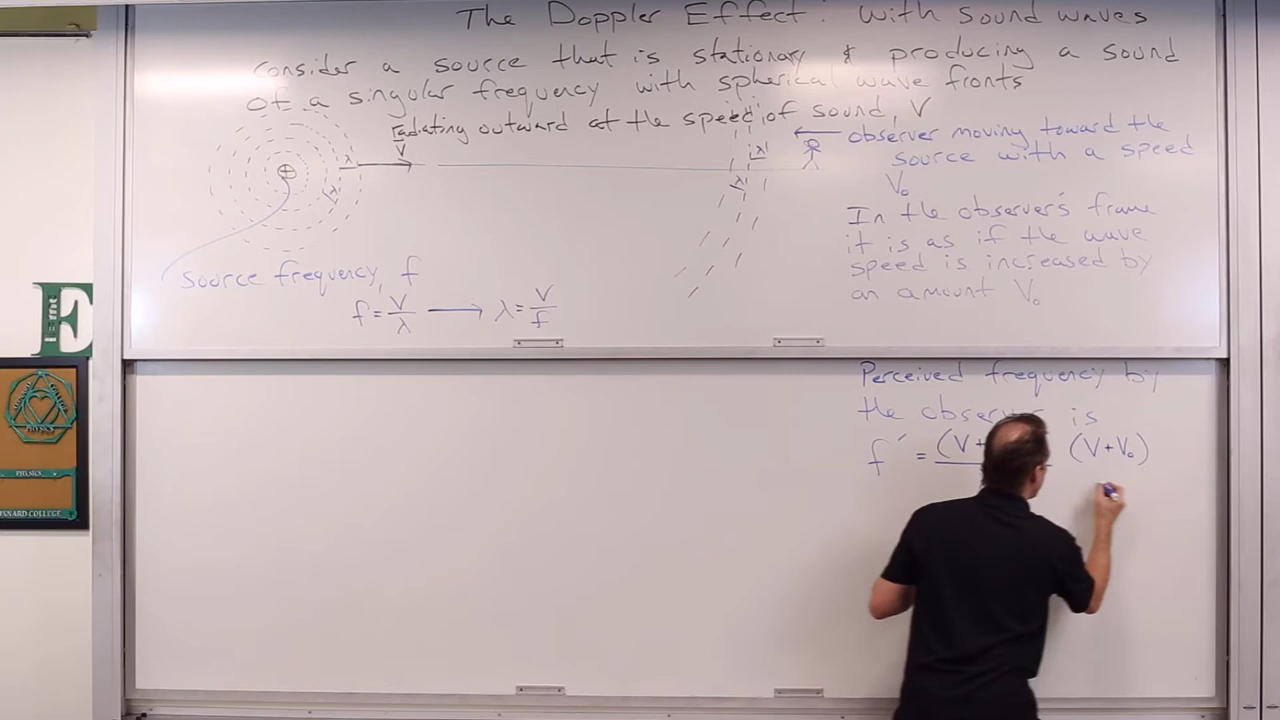 The Doppler Effect: with sound waves
consider a source that is stationary & producing a sound
of a singular frequency with spherical wave fronts
radiating outward at the speed of sound, V
V
λ
λ
λ'
λ'
observer moving toward the
source with a speed
V₀
In the observer's frame
it is as if the wave
speed is increased by
an amount V₀
source frequency, f
f = V/λ → λ = V/f
Perceived frequency by
the observer is
f' = (V+ (V+V₀)
E
PHYSICS
PHYSICS